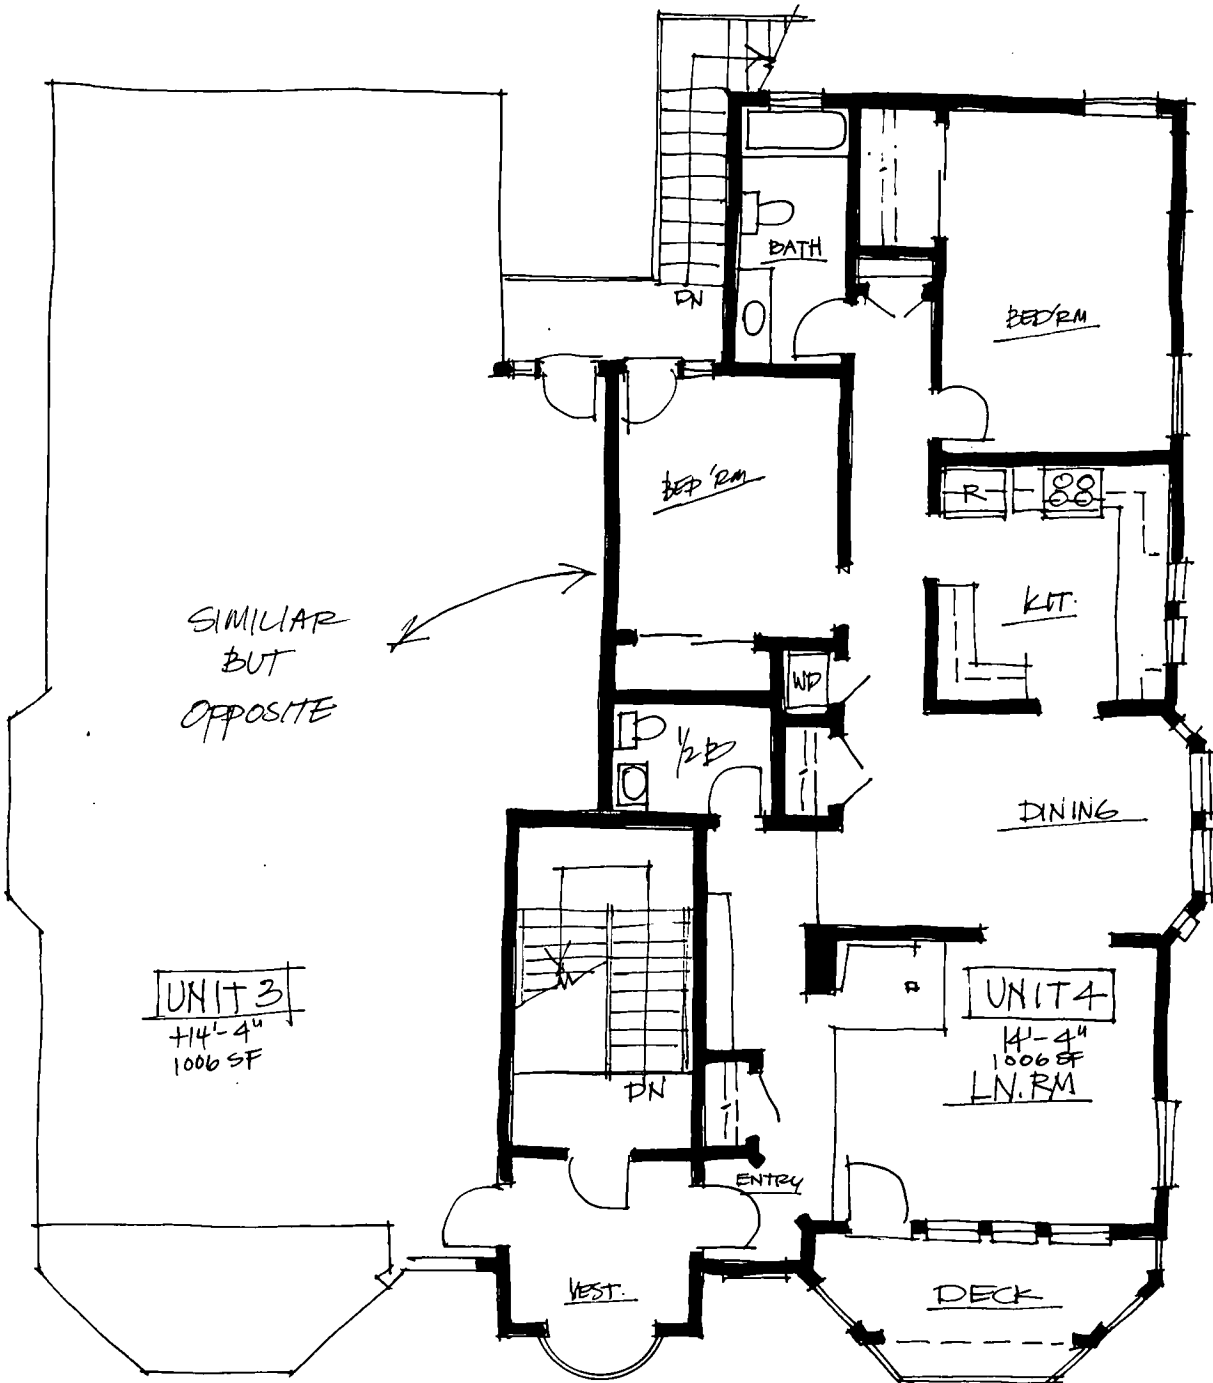 BATH
DN
BED'RM
BED'RM
R
SIMILIAR
BUT
OPPOSITE
KIT.
WD
1/2 B
DINING
UNIT 3
+14'-4"
1006 SF
UNIT 4
14'-4"
1006 SF
LN. RM
DN
ENTRY
VEST.
DECK